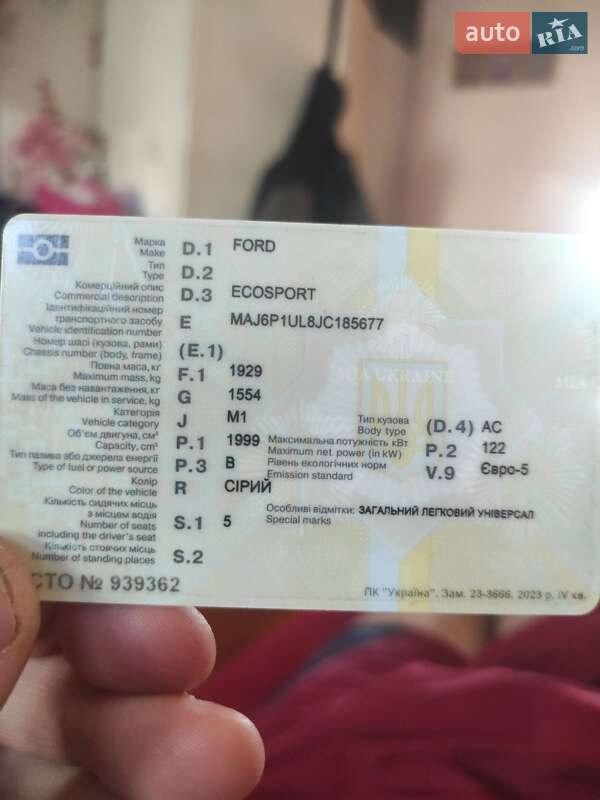 auto RIA .com
Марка
Make D.1 FORD
Тип
Type D.2
Комерційний опис
Commercial description D.3 ECOSPORT
Ідентифікаційний номер
транспортного засобу
Vehicle identification number E MAJ6P1UL8JC185677
Номер шасі (кузова, рами)
Chassis number (body, frame) (E.1)
Повна маса, кг
Maximum mass, kg F.1 1929
Маса без навантаження, кг
Mass of the vehicle in service, kg G 1554
Категорія
Vehicle category J M1
Тип кузова
Body type (D.4) AC
Об'єм двигуна, см³
Capacity, cm³ P.1 1999
Максимальна потужність кВт
Maximum net power (in kW) P.2 122
Тип палива або джерела енергії
Type of fuel or power source P.3 B
Рівень екологічних норм
Emission standard V.9 Євро-5
Колір
Color of the vehicle R СІРИЙ
Кількість сидячих місць
з місцем водія
Number of seats
including the driver's seat S.1 5
Особливі відмітки: ЗАГАЛЬНИЙ ЛЕГКОВИЙ УНІВЕРСАЛ
Special marks
Кількість стоячих місць
Number of standing places S.2
СТО № 939362
ПК "Україна". Зам. 23-3666. 2023 р. IV кв.
MIA UKRAINE
MIA